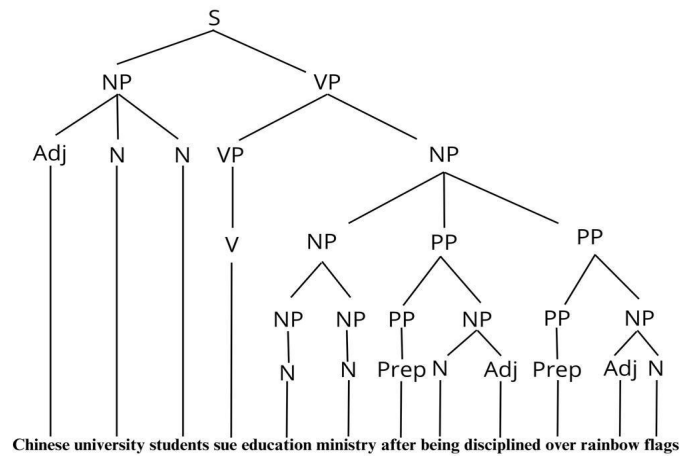 S
NP VP
Adj N N VP NP
V NP PP PP
NP NP PP NP PP NP
N N Prep N Adj Prep Adj N
Chinese university students sue education ministry after being disciplined over rainbow flags